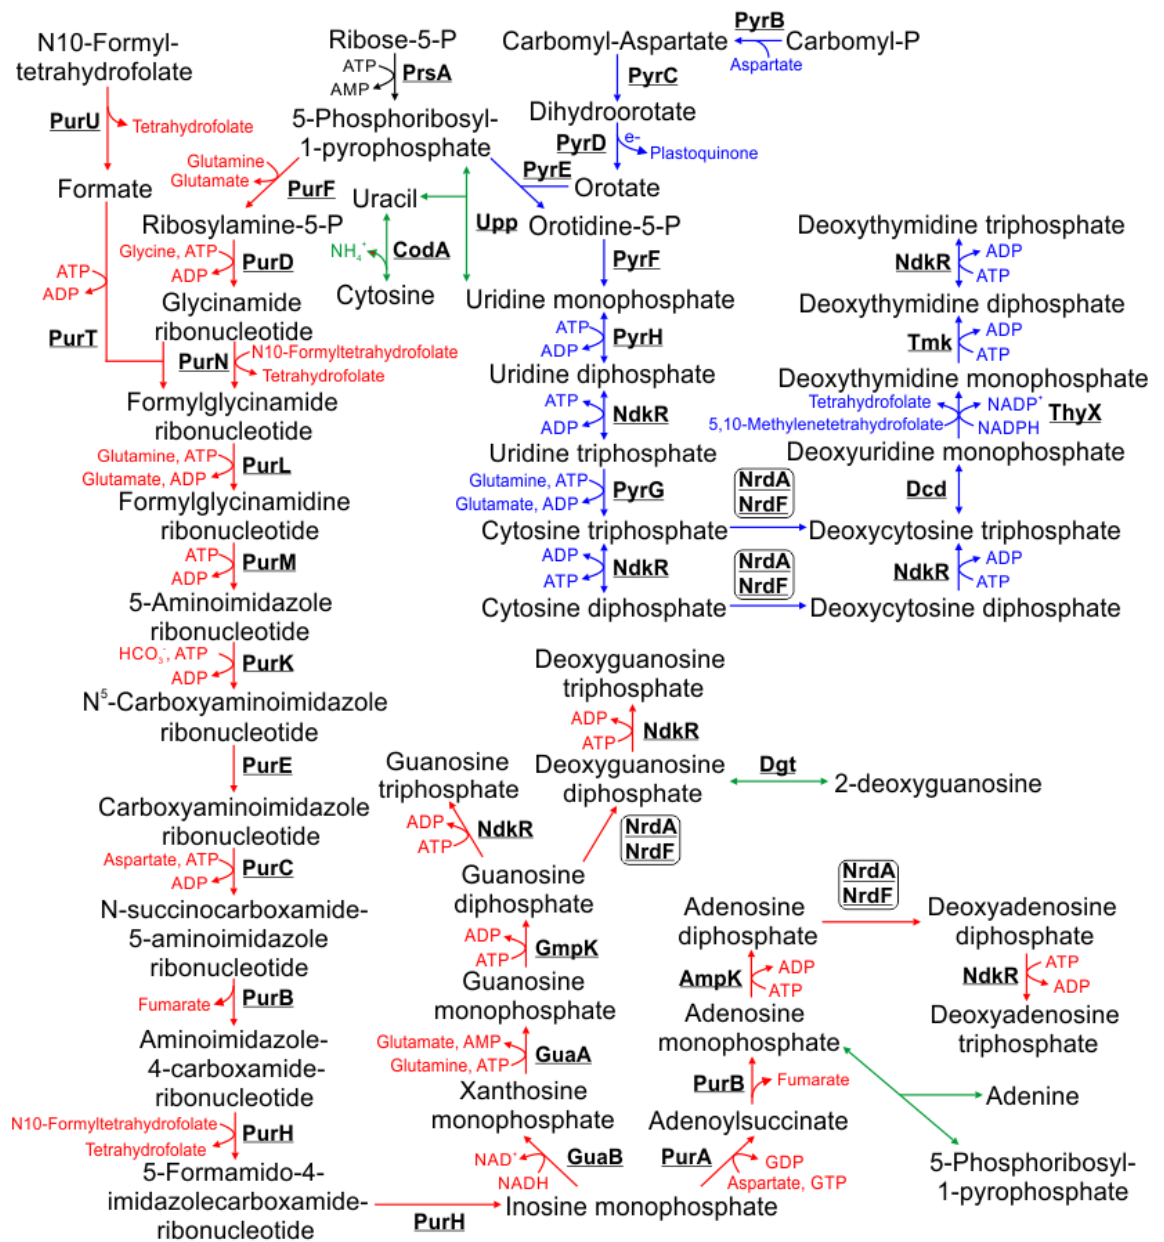 N10-Formyl-
tetrahydrofolate
PurU
Tetrahydrofolate
Formate
ATP
ADP
PurT
Ribose-5-P
ATP
AMP
PrsA
5-Phosphoribosyl-
1-pyrophosphate
Glutamine
Glutamate
PurF
Ribosylamine-5-P
Glycine, ATP
ADP
PurD
Glycinamide
ribonucleotide
PurN
N10-Formyltetrahydrofolate
Tetrahydrofolate
Formylglycinamide
ribonucleotide
Glutamine, ATP
Glutamate, ADP
PurL
Formylglycinamidine
ribonucleotide
ATP
ADP
PurM
5-Aminoimidazole
ribonucleotide
HCO3-, ATP
ADP
PurK
N5-Carboxyaminoimidazole
ribonucleotide
PurE
Carboxyaminoimidazole
ribonucleotide
Aspartate, ATP
ADP
PurC
N-succinocarboxamide-
5-aminoimidazole
ribonucleotide
Fumarate
PurB
Aminoimidazole-
4-carboxamide-
ribonucleotide
N10-Formyltetrahydrofolate
Tetrahydrofolate
PurH
5-Formamido-4-
imidazolecarboxamide-
ribonucleotide
PurH
Inosine monophosphate
Uracil
NH4+
CodA
Cytosine
Upp
PyrB
Carbomyl-Aspartate
Carbomyl-P
Aspartate
PyrC
Dihydroorotate
PyrD
e-
Plastoquinone
PyrE
Orotate
Orotidine-5-P
PyrF
Uridine monophosphate
ATP
ADP
PyrH
Uridine diphosphate
ATP
ADP
NdkR
Uridine triphosphate
Glutamine, ATP
Glutamate, ADP
PyrG
Cytosine triphosphate
ADP
ATP
NdkR
Cytosine diphosphate
NrdA
NrdF
NrdA
NrdF
Deoxythymidine triphosphate
NdkR
ADP
ATP
Deoxythymidine diphosphate
Tmk
ADP
ATP
Deoxythymidine monophosphate
Tetrahydrofolate
5,10-Methylenetetrahydrofolate
NADP+
NADPH
ThyX
Deoxyuridine monophosphate
Dcd
Deoxycytosine triphosphate
NdkR
ADP
ATP
Deoxycytosine diphosphate
Deoxyguanosine
triphosphate
ADP
ATP
NdkR
Deoxyguanosine
diphosphate
Dgt
2-deoxyguanosine
Guanosine
triphosphate
ADP
ATP
NdkR
NrdA
NrdF
Guanosine
diphosphate
ADP
ATP
GmpK
Guanosine
monophosphate
Glutamate, AMP
Glutamine, ATP
GuaA
Xanthosine
monophosphate
NAD+
NADH
GuaB
NrdA
NrdF
Adenosine
diphosphate
Deoxyadenosine
diphosphate
AmpK
ADP
ATP
NdkR
ATP
ADP
Adenosine
monophosphate
Deoxyadenosine
triphosphate
PurB
Fumarate
Adenine
Adenoylsuccinate
PurA
GDP
Aspartate, GTP
5-Phosphoribosyl-
1-pyrophosphate